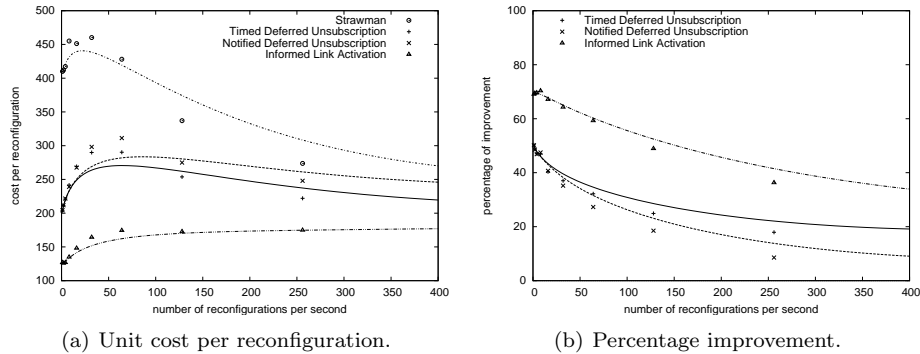 500
450
400
350
300
250
200
150
100
0
50
100
150
200
250
300
350
400
cost per reconfiguration
number of reconfigurations per second
Strawman
Timed Deferred Unsubscription
Notified Deferred Unsubscription
Informed Link Activation
(a) Unit cost per reconfiguration.
100
80
60
40
20
0
0
50
100
150
200
250
300
350
400
percentage of improvement
number of reconfigurations per second
Timed Deferred Unsubscription
Notified Deferred Unsubscription
Informed Link Activation
(b) Percentage improvement.